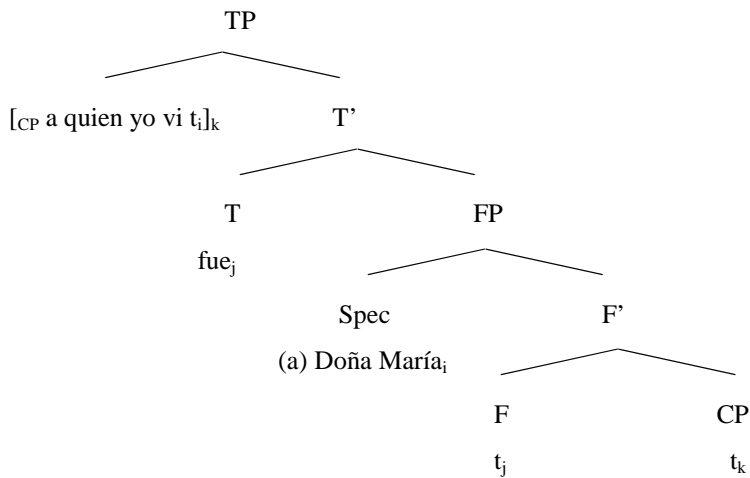 TP
[CP a quien yo vi ti]k T’
T FP
fuej
Spec F’
(a) Doña Maríai
F CP
tj tk